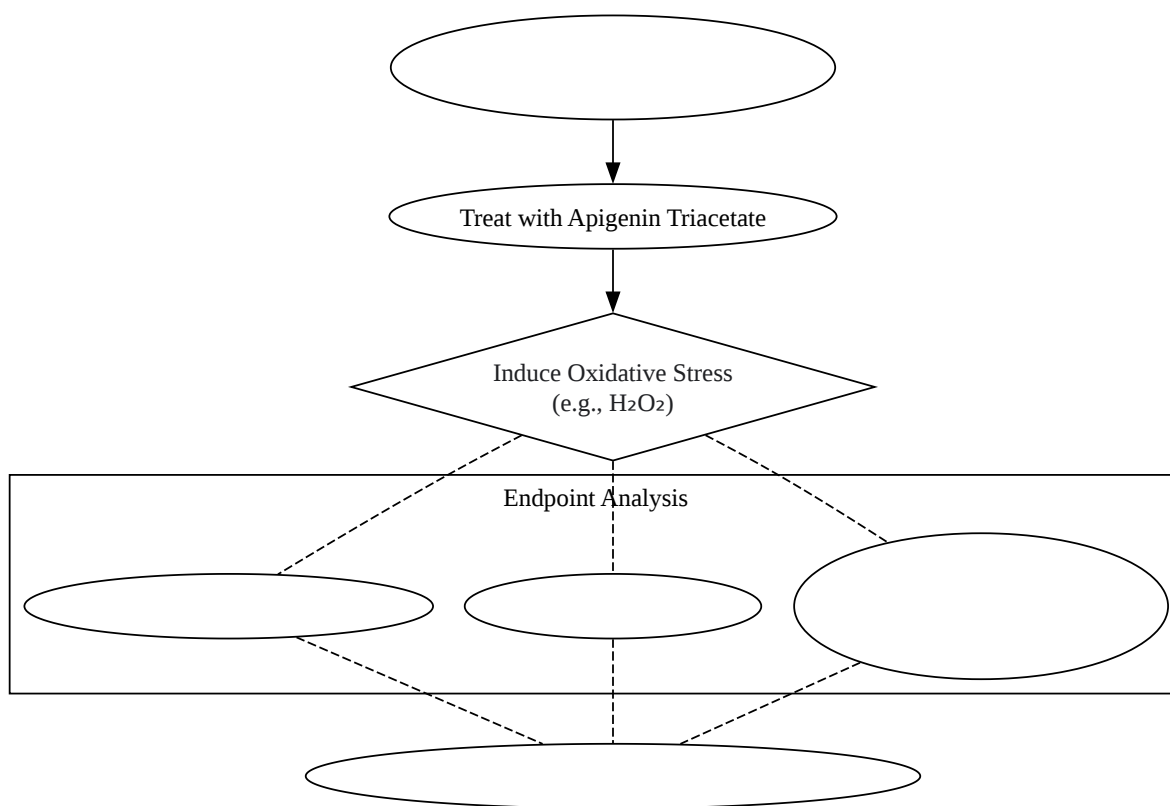 Treat with Apigenin Triacetate
Induce Oxidative Stress
(e.g., H₂O₂)
Endpoint Analysis